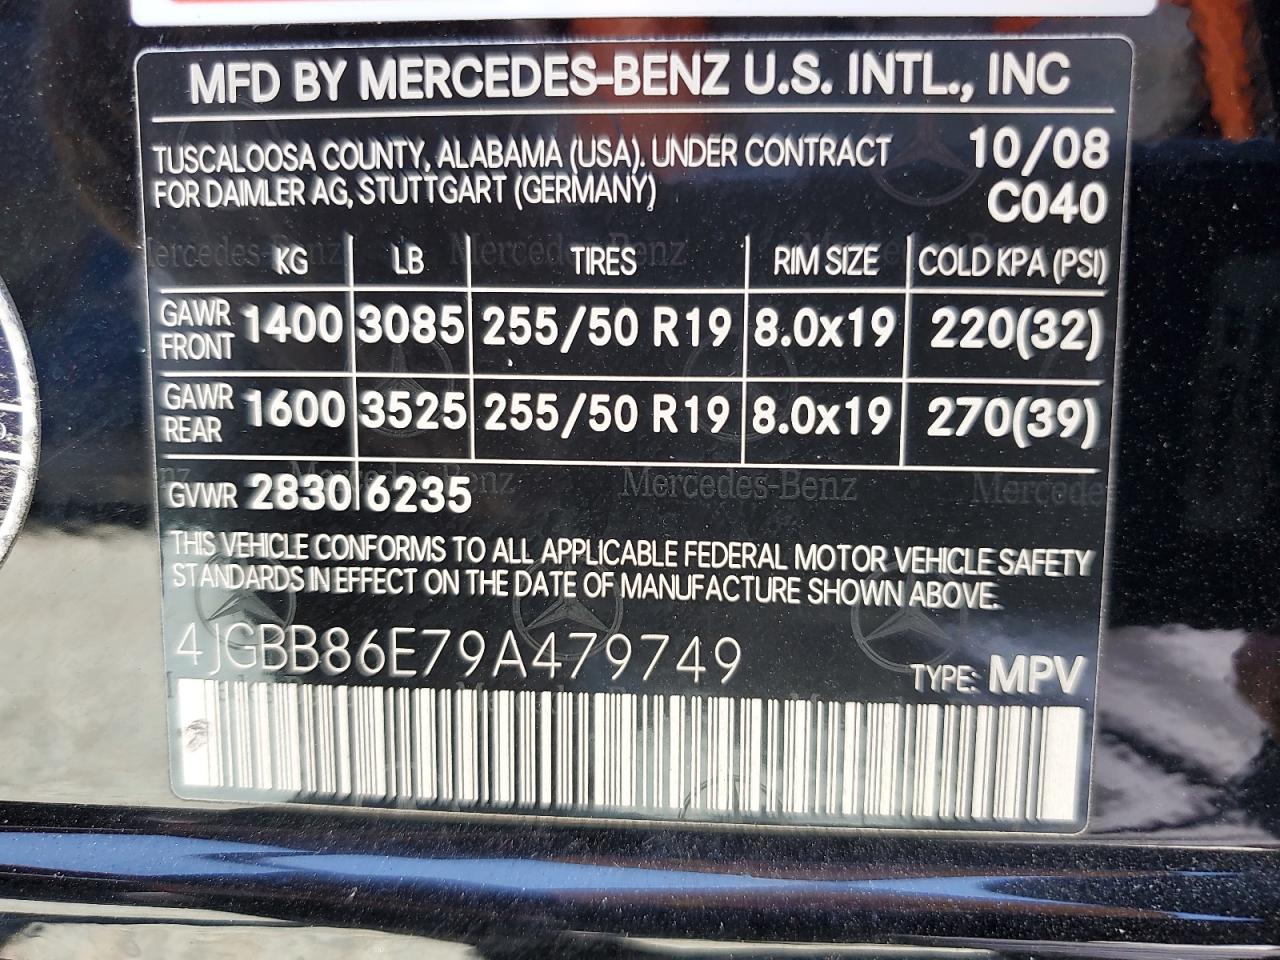 MFD BY MERCEDES-BENZ U.S. INTL., INC
TUSCALOOSA COUNTY, ALABAMA (USA). UNDER CONTRACT 10/08
FOR DAIMLER AG, STUTTGART (GERMANY) C040
KG LB TIRES RIM SIZE COLD KPA (PSI)
GAWR FRONT 1400 3085 255/50 R19 8.0x19 220(32)
GAWR REAR 1600 3525 255/50 R19 8.0x19 270(39)
GVWR 2830 6235
Mercedes-Benz
THIS VEHICLE CONFORMS TO ALL APPLICABLE FEDERAL MOTOR VEHICLE SAFETY
STANDARDS IN EFFECT ON THE DATE OF MANUFACTURE SHOWN ABOVE.
4JGBB86E79A479749
TYPE: MPV